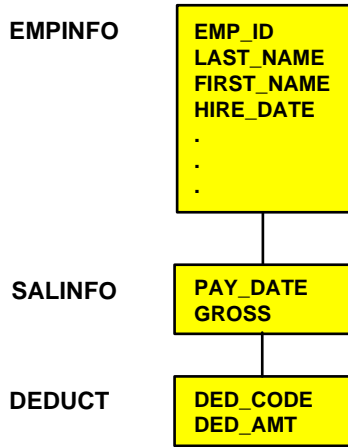 EMPINFO
EMP_ID
LAST_NAME
FIRST_NAME
HIRE_DATE
.
.
.
SALINFO
PAY_DATE
GROSS
DEDUCT
DED_CODE
DED_AMT